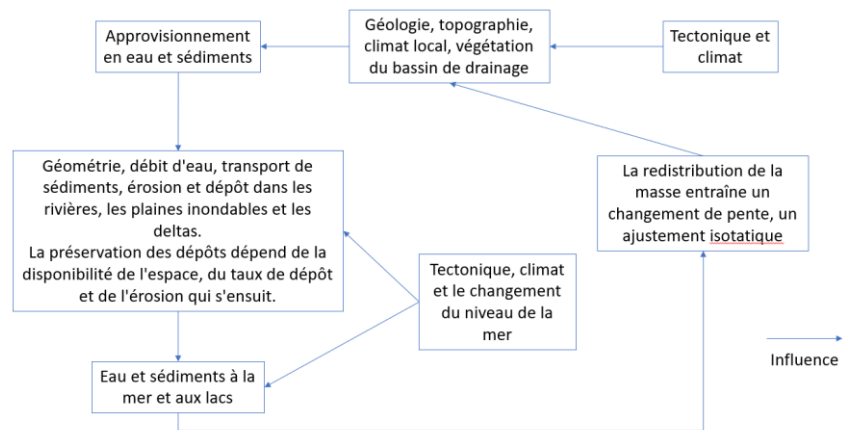 Approvisionnement
en eau et sédiments
Géologie, topographie,
climat local, végétation
du bassin de drainage
Tectonique et
climat
Géométrie, débit d'eau, transport de
sédiments, érosion et dépôt dans les
rivières, les plaines inondables et les
deltas.
La préservation des dépôts dépend de la
disponibilité de l'espace, du taux de dépôt
et de l'érosion qui s'ensuit.
La redistribution de la
masse entraîne un
changement de pente, un
ajustement isotatique
Tectonique, climat
et le changement
du niveau de la
mer
Influence
Eau et sédiments à la
mer et aux lacs